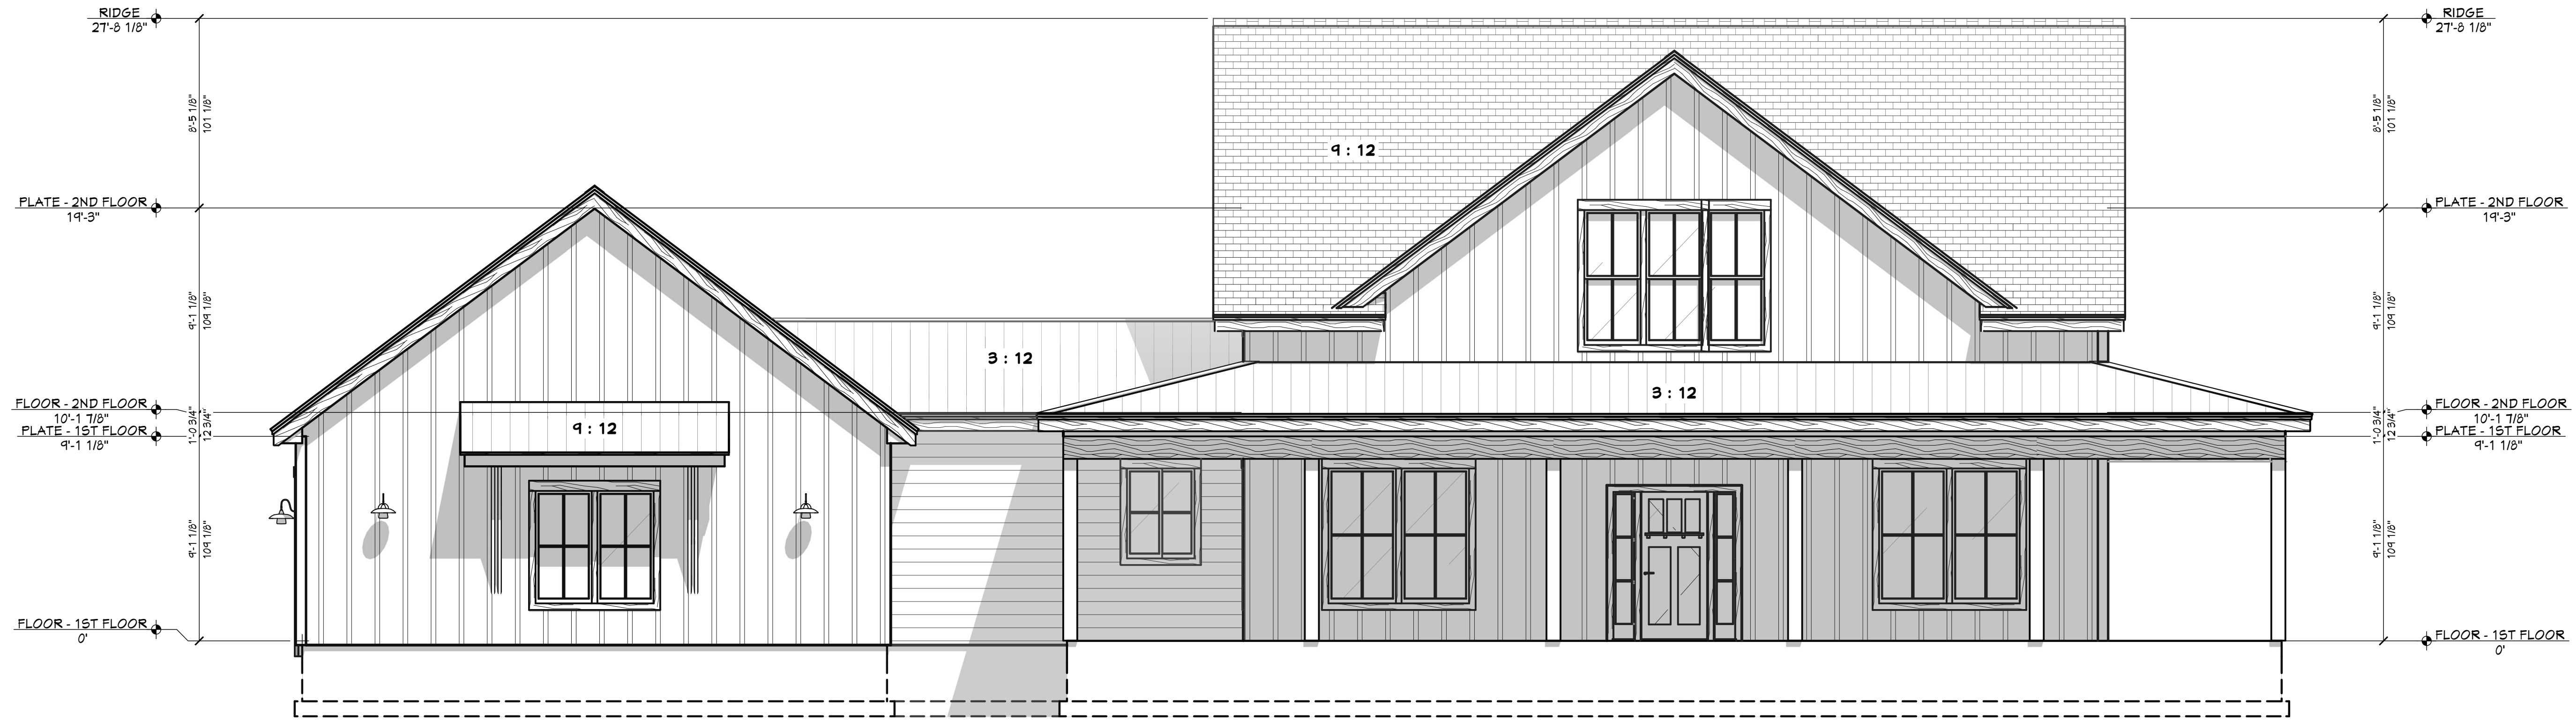 RIDGE
27'-8 1/8"
8'-5 1/8"
101 1/8"
PLATE - 2ND FLOOR
19'-3"
9'-1 1/8"
109 1/8"
FLOOR - 2ND FLOOR
10'-1 7/8"
1'-0 3/4"
12 3/4"
PLATE - 1ST FLOOR
9'-1 1/8"
9'-1 1/8"
109 1/8"
FLOOR - 1ST FLOOR
0'
9 : 12
3 : 12
9 : 12
3 : 12
RIDGE
27'-8 1/8"
8'-5 1/8"
101 1/8"
PLATE - 2ND FLOOR
19'-3"
9'-1 1/8"
109 1/8"
FLOOR - 2ND FLOOR
10'-1 7/8"
1'-0 3/4"
12 3/4"
PLATE - 1ST FLOOR
9'-1 1/8"
9'-1 1/8"
109 1/8"
FLOOR - 1ST FLOOR
0'